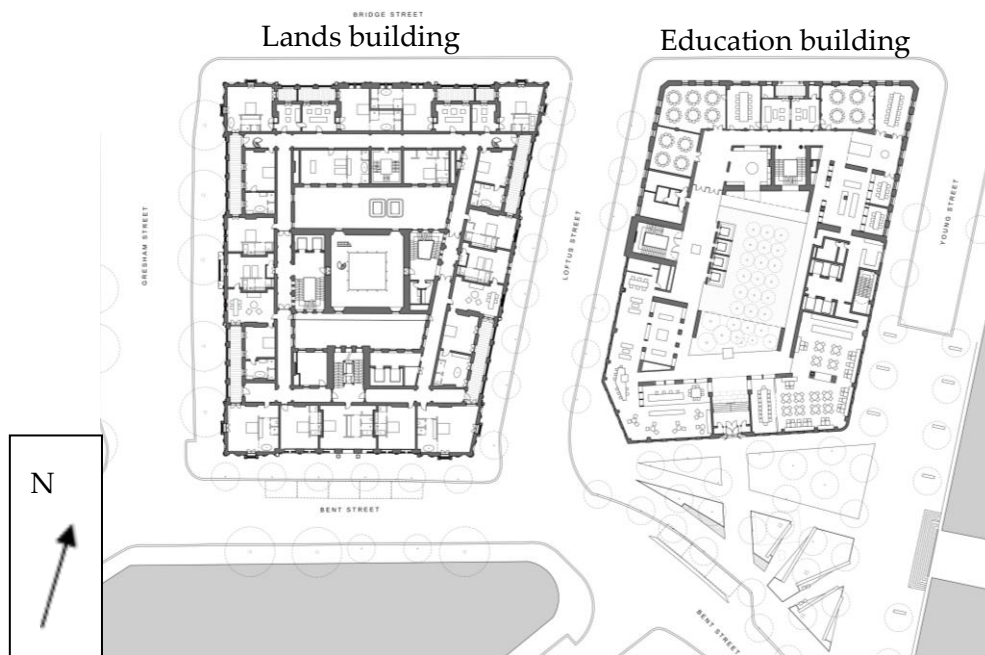 BRIDGE STREET
Lands building
Education building
GRESHAM STREET
LOFTUS STREET
YOUNG STREET
N
BENT STREET
BENT STREET